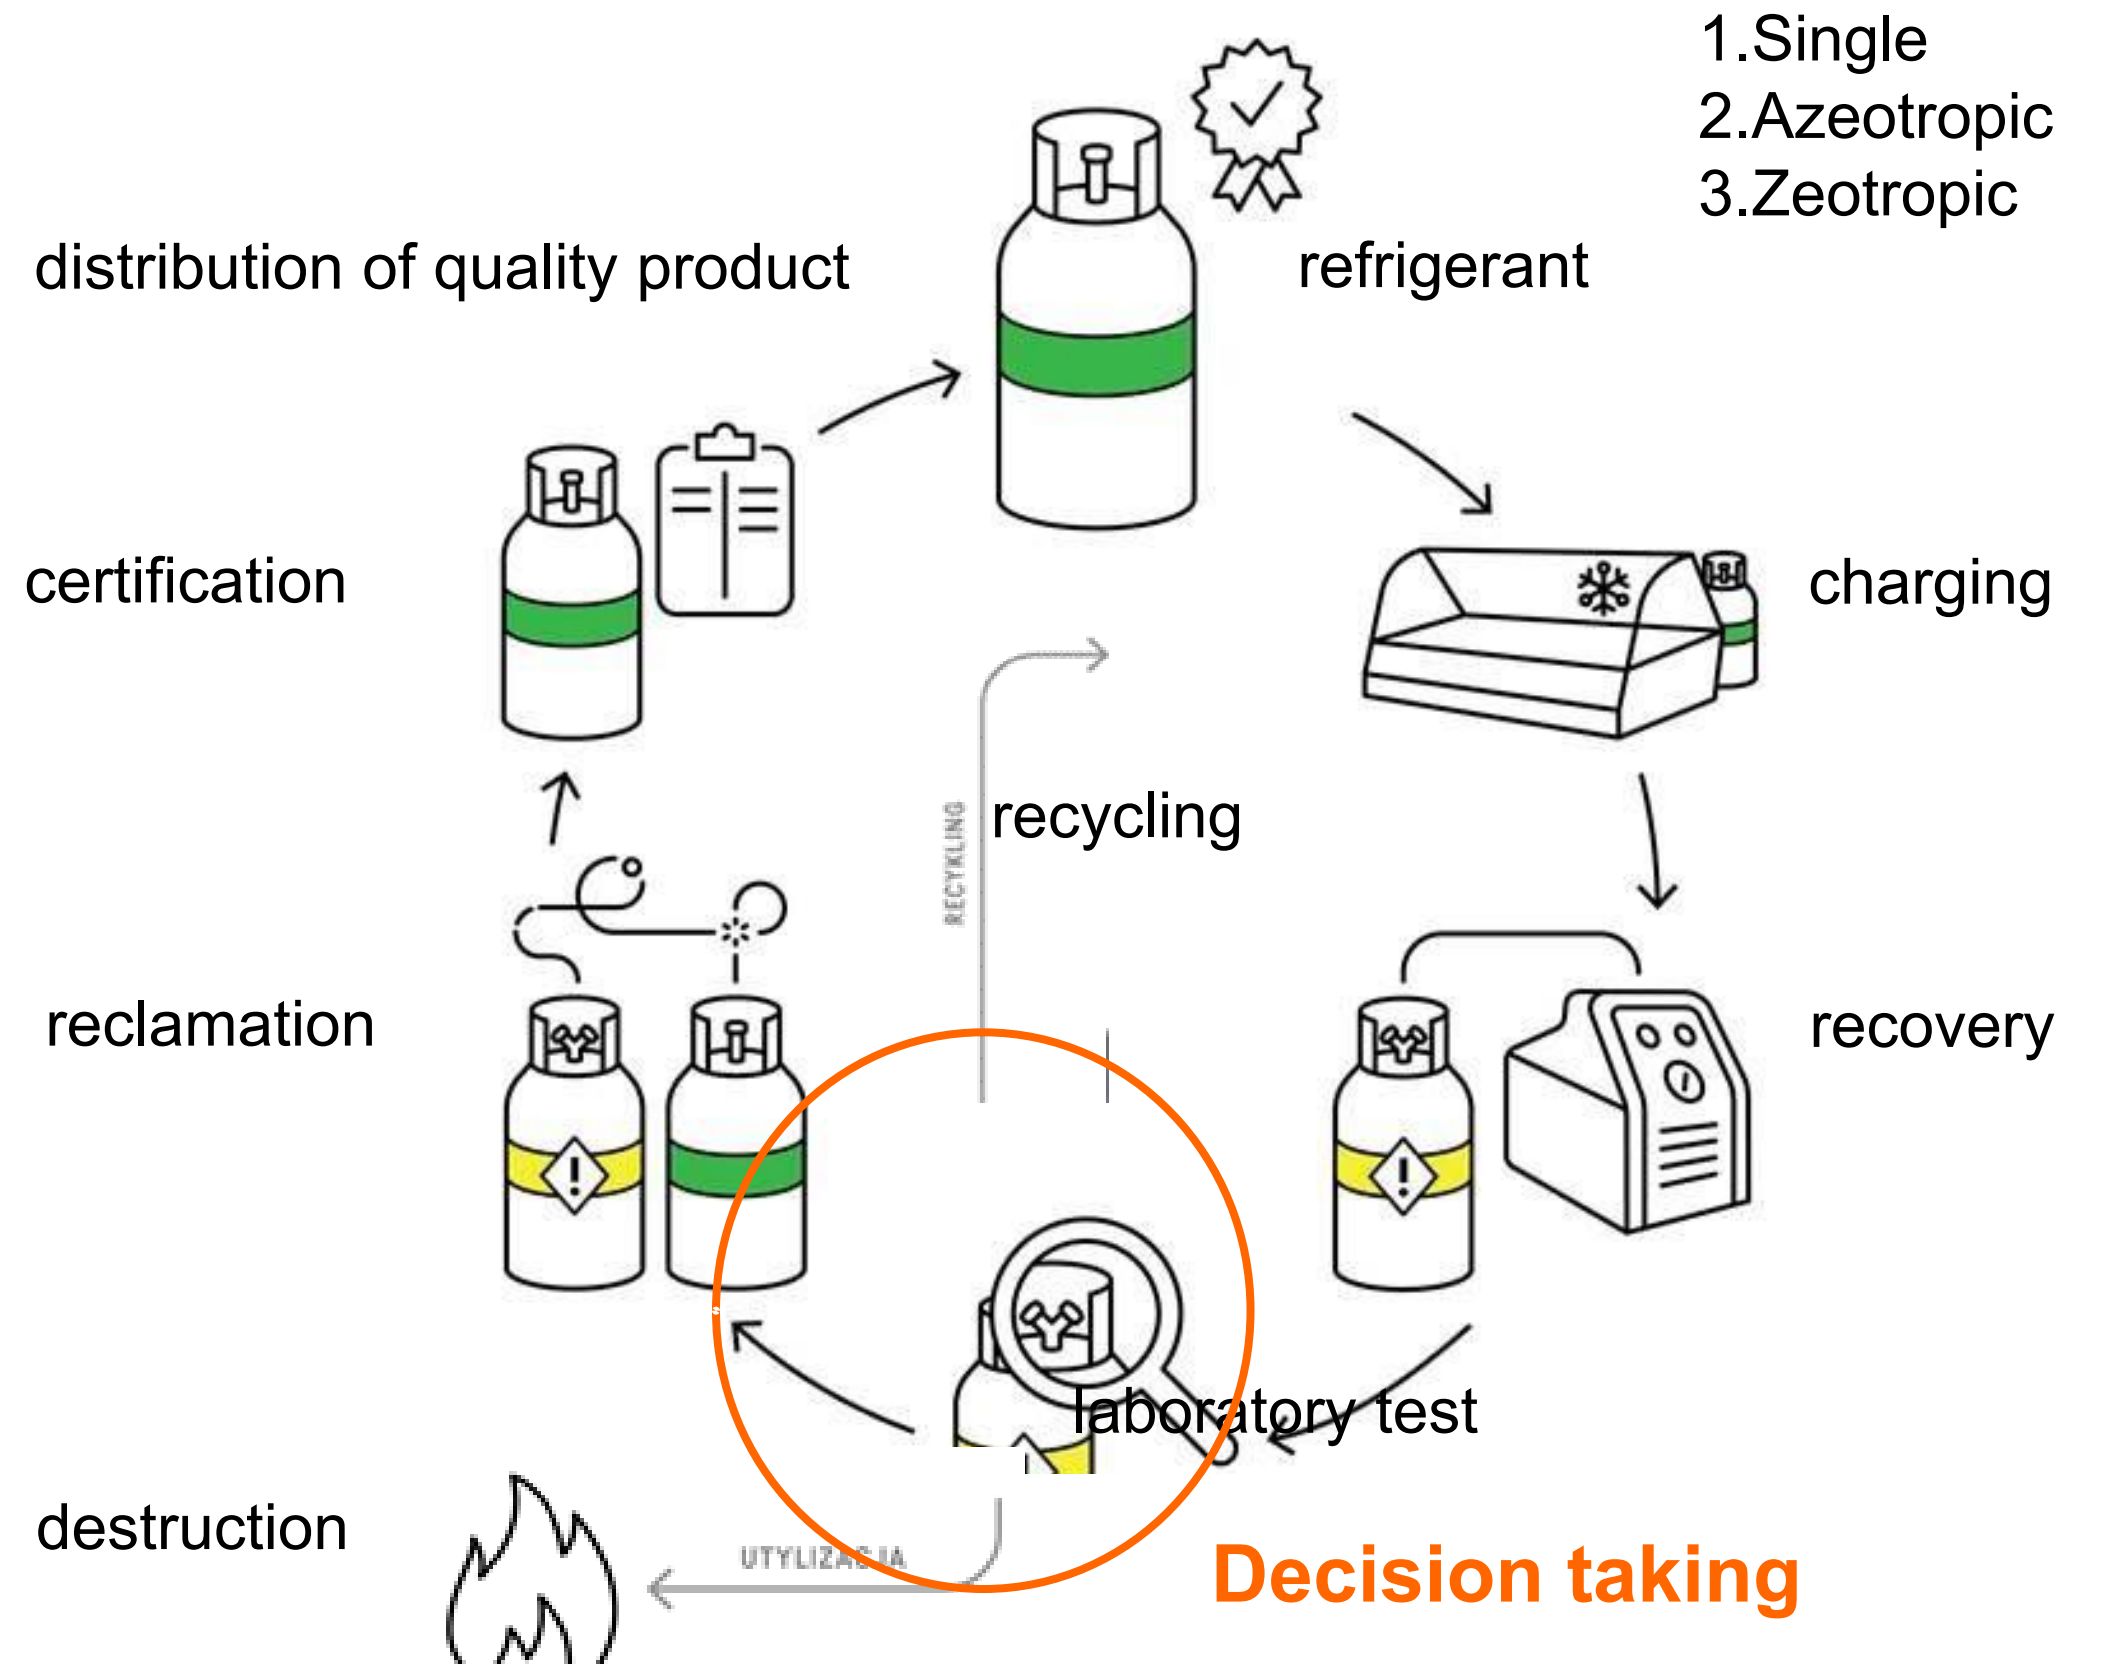 1.Single
2.Azeotropic
3.Zeotropic
distribution of quality product
refrigerant
certification
charging
recycling
RECYKLING
reclamation
recovery
laboratory test
destruction
UTYLIZACJA
Decision taking